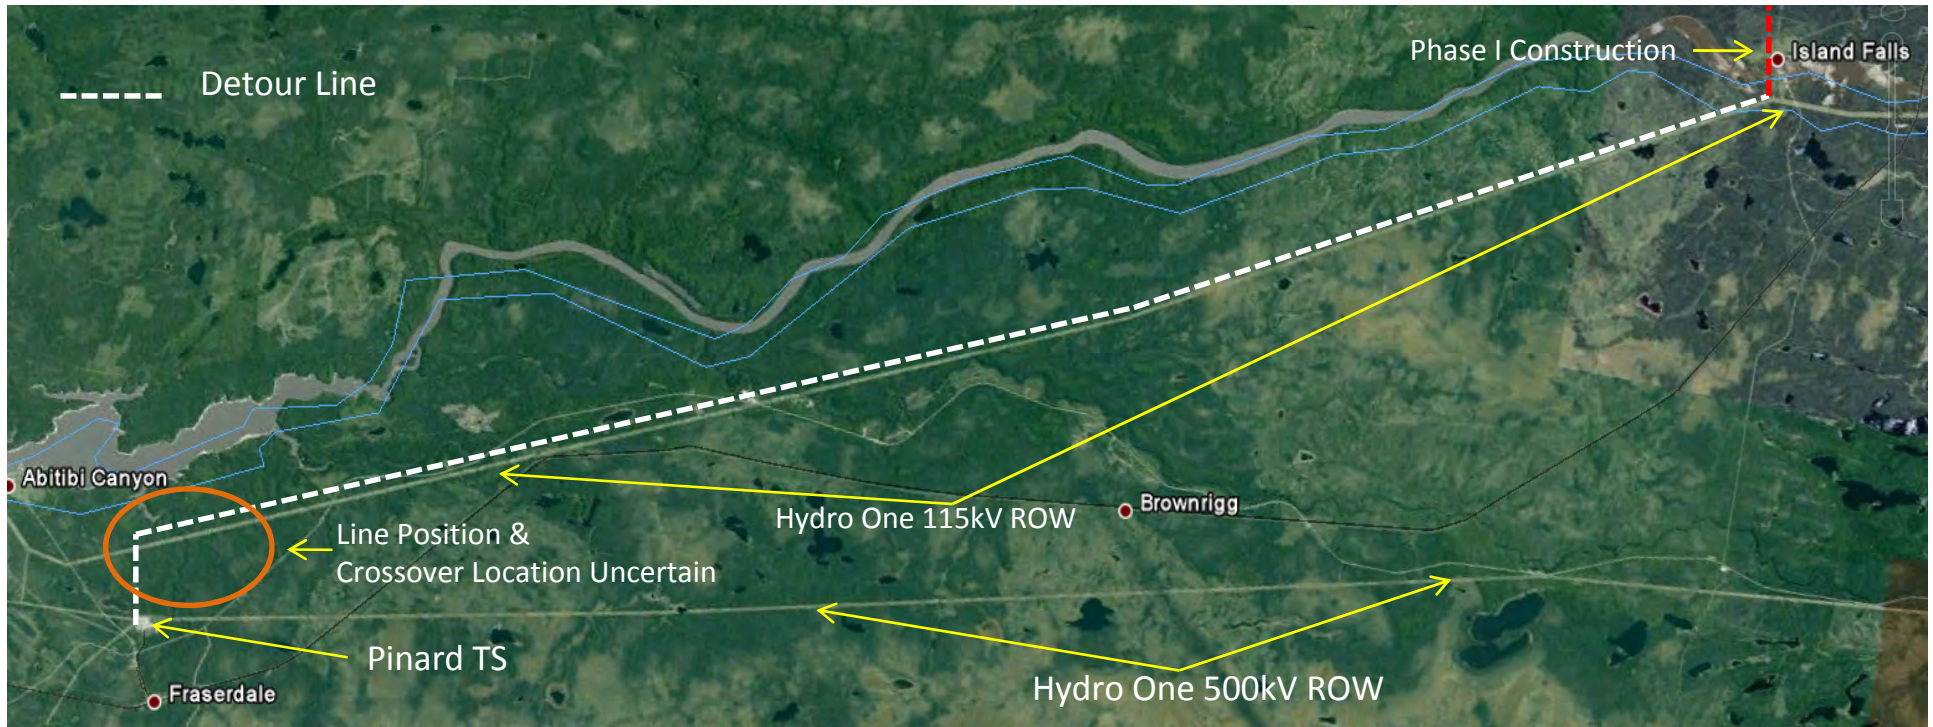 Phase I Construction
Island Falls
Detour Line
Abitibi Canyon
Brownrigg
Hydro One 115kV ROW
Line Position &
Crossover Location Uncertain
Pinard TS
Fraserdale
Hydro One 500kV ROW